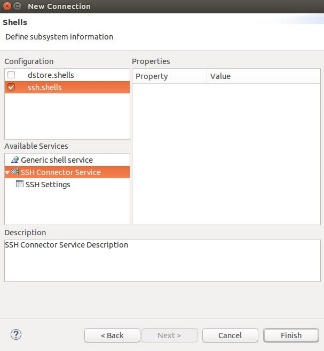 New Connection
Shells
Define subsystem information
Configuration
dstore.shells
ssh.shells
Properties
Property Value
Available Services
Generic shell service
SSH Connector Service
SSH Settings
Description
SSH Connector Service Description
?
< Back Next > Cancel Finish